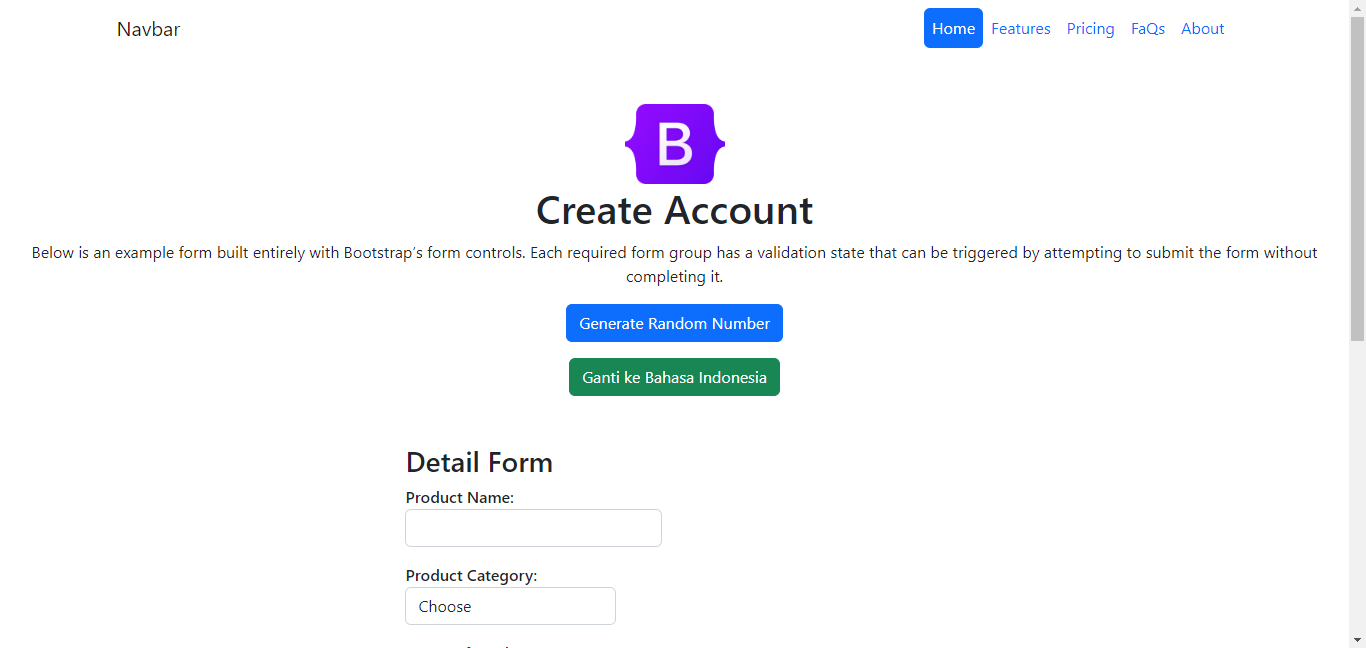 Navbar
Home Features Pricing FaQs About
B
Create Account
Below is an example form built entirely with Bootstrap’s form controls. Each required form group has a validation state that can be triggered by attempting to submit the form without
completing it.
Generate Random Number
Ganti ke Bahasa Indonesia
Detail Form
Product Name:
Product Category:
Choose